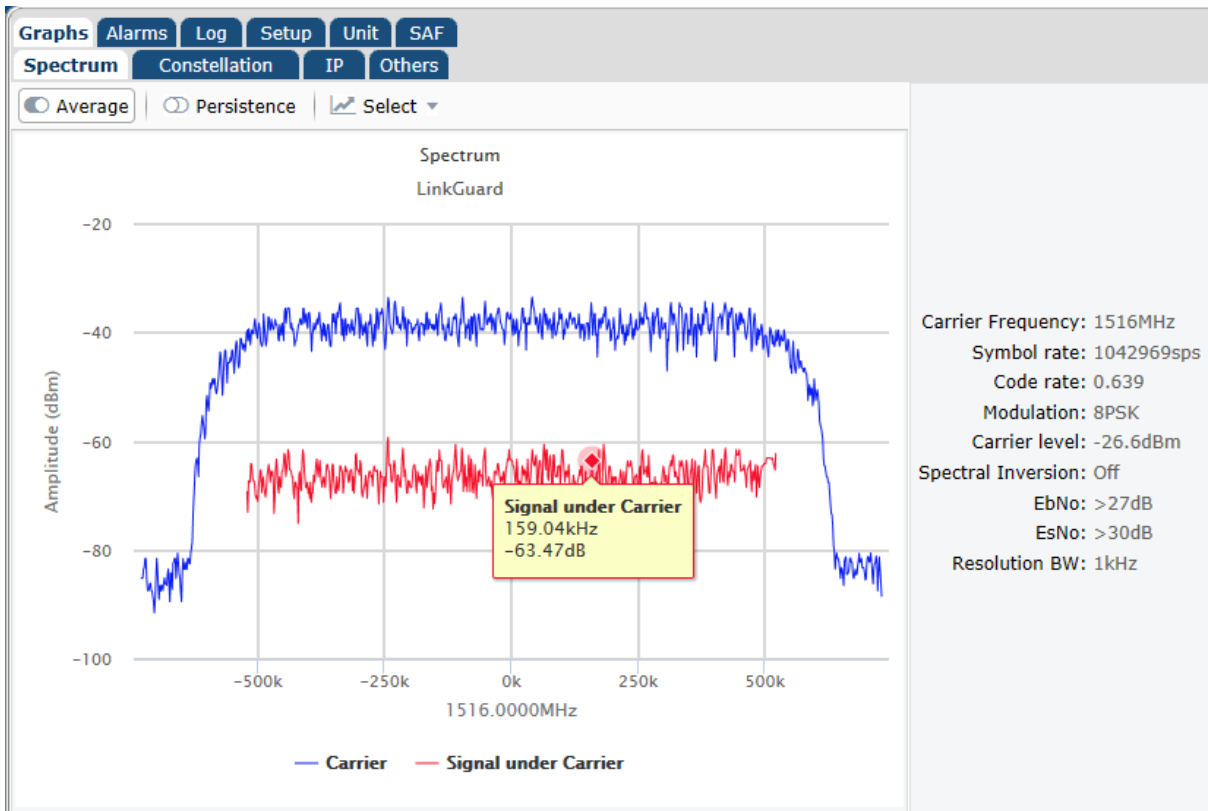 Graphs Alarms Log Setup Unit SAF
Spectrum Constellation IP Others
Average Persistence Select
Spectrum
LinkGuard
Amplitude (dBm)
-20
-40
-60
-80
-100
Signal under Carrier
159.04kHz
-63.47dB
-500k -250k 0k 250k 500k
1516.0000MHz
Carrier Signal under Carrier
Carrier Frequency: 1516MHz
Symbol rate: 1042969sps
Code rate: 0.639
Modulation: 8PSK
Carrier level: -26.6dBm
Spectral Inversion: Off
EbNo: >27dB
EsNo: >30dB
Resolution BW: 1kHz